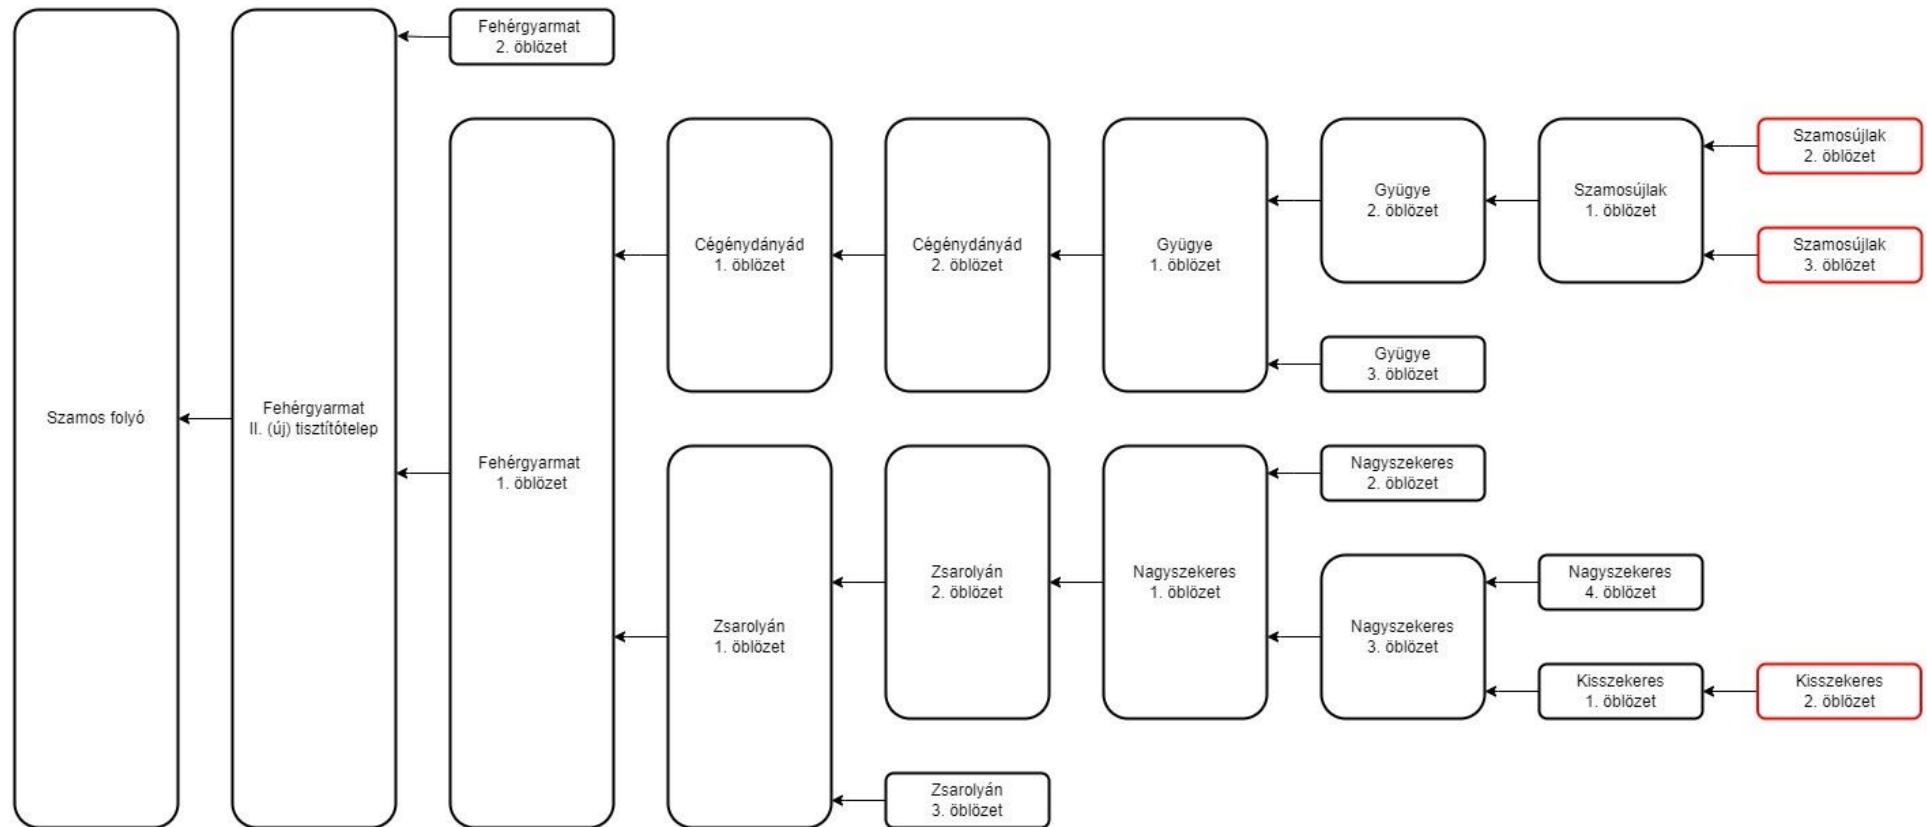 Szamos folyó
Fehérgyarmat
II. (új) tisztítótelep
Fehérgyarmat
2. öblözet
Fehérgyarmat
1. öblözet
Cégénydányád
1. öblözet
Cégénydányád
2. öblözet
Gyügye
1. öblözet
Gyügye
2. öblözet
Szamosújlak
1. öblözet
Szamosújlak
2. öblözet
Szamosújlak
3. öblözet
Gyügye
3. öblözet
Zsarolyán
1. öblözet
Zsarolyán
2. öblözet
Nagyszekeres
1. öblözet
Nagyszekeres
2. öblözet
Nagyszekeres
3. öblözet
Nagyszekeres
4. öblözet
Kisszekeres
1. öblözet
Kisszekeres
2. öblözet
Zsarolyán
3. öblözet